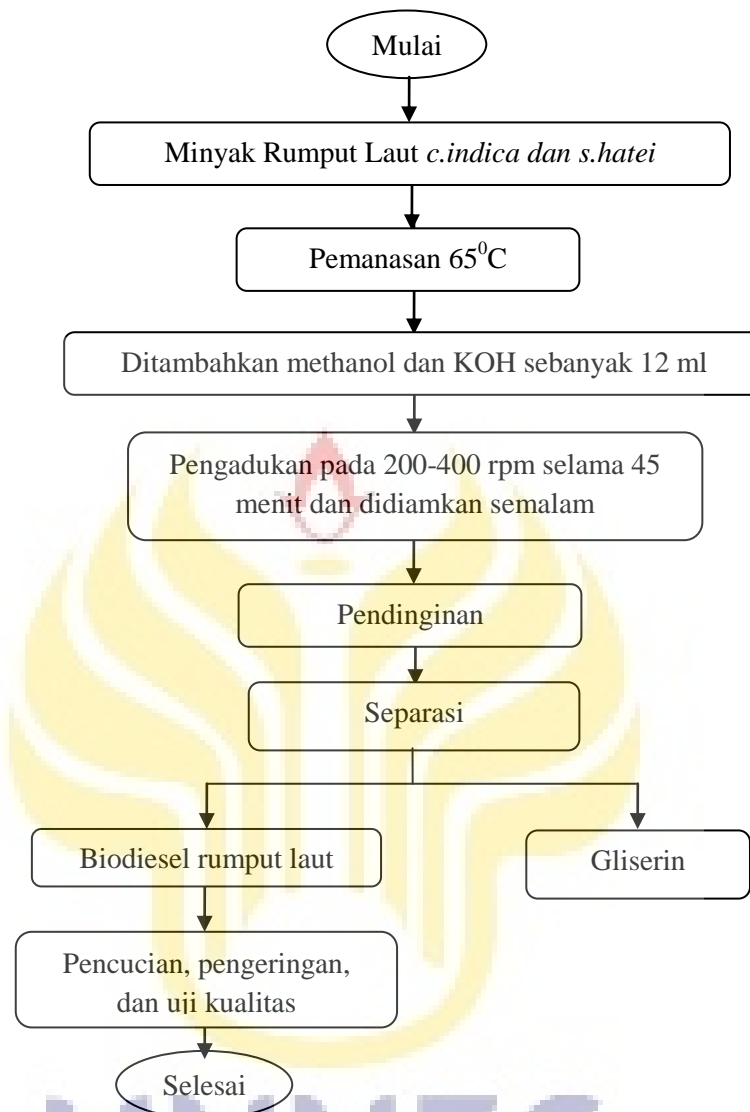 Mulai
Minyak Rumput Laut c.indica dan s.hatei
Pemanasan 65⁰C
Ditambahkan methanol dan KOH sebanyak 12 ml
Pengadukan pada 200-400 rpm selama 45
menit dan didiamkan semalam
Pendinginan
Separasi
Biodiesel rumput laut
Gliserin
Pencucian, pengeringan,
dan uji kualitas
Selesai